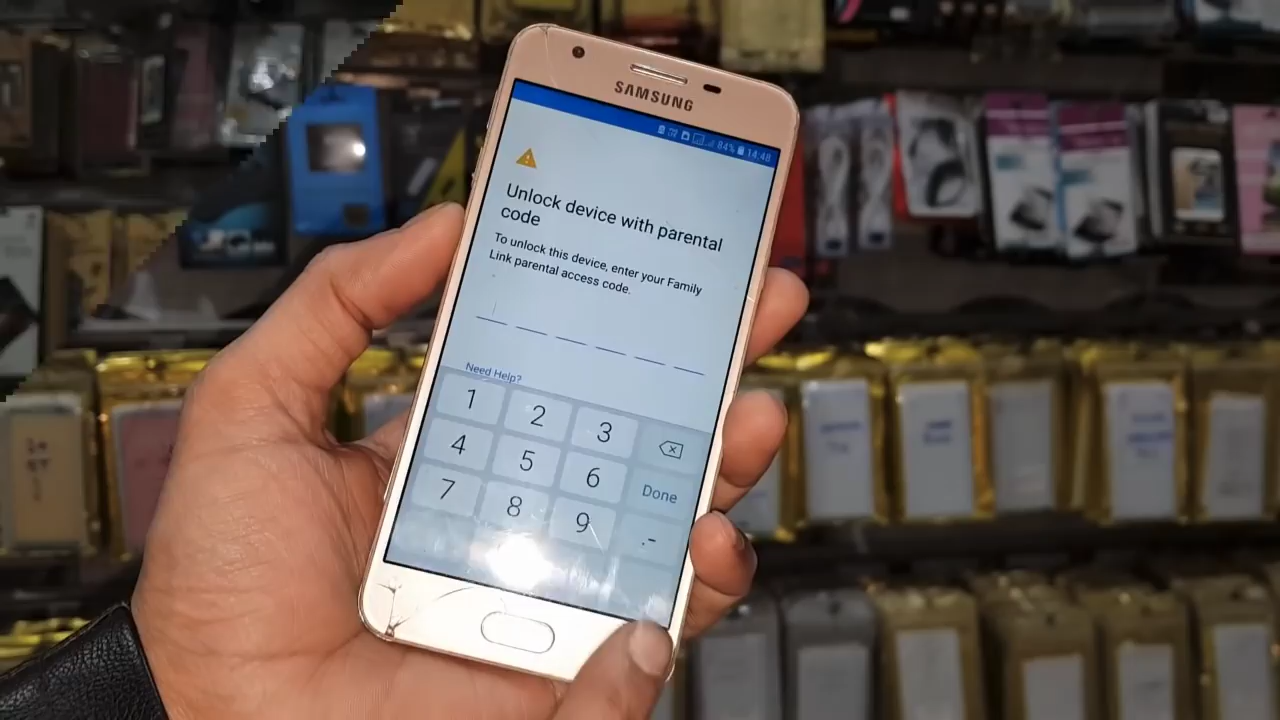 SAMSUNG
84% 14:48
Unlock device with parental
code
To unlock this device, enter your Family
Link parental access code.
Need Help?
1 2 3
4 5 6 Done
7 8 9 .-